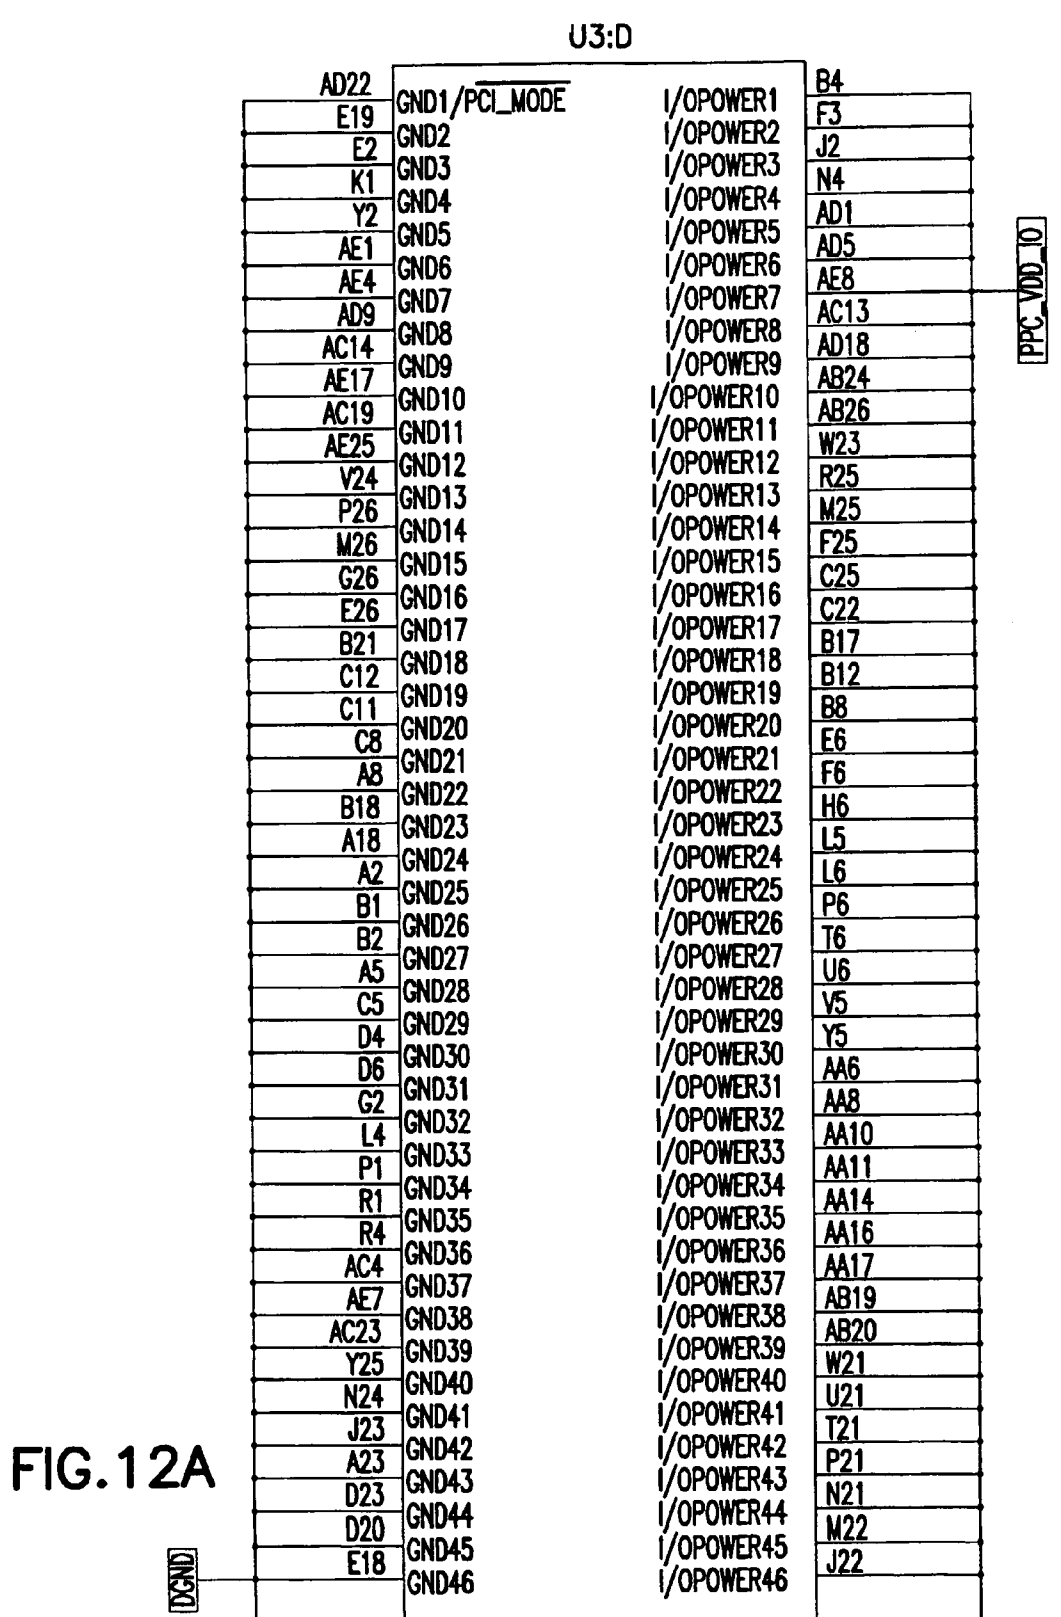 U3:D
AD22 GND1/PCI_MODE I/OPOWER1 B4
E19 GND2 I/OPOWER2 F3
E2 GND3 I/OPOWER3 J2
K1 GND4 I/OPOWER4 N4
Y2 GND5 I/OPOWER5 AD1
AE1 GND6 I/OPOWER6 AD5
AE4 GND7 I/OPOWER7 AE8
PPC_VDD_IO
AD9 GND8 I/OPOWER8 AC13
AC14 GND9 I/OPOWER9 AD18
AE17 GND10 I/OPOWER10 AB24
AC19 GND11 I/OPOWER11 AB26
AE25 GND12 I/OPOWER12 W23
V24 GND13 I/OPOWER13 R25
P26 GND14 I/OPOWER14 M25
M26 GND15 I/OPOWER15 F25
G26 GND16 I/OPOWER16 C25
E26 GND17 I/OPOWER17 C22
B21 GND18 I/OPOWER18 B17
C12 GND19 I/OPOWER19 B12
C11 GND20 I/OPOWER20 B8
C8 GND21 I/OPOWER21 E6
A8 GND22 I/OPOWER22 F6
B18 GND23 I/OPOWER23 H6
A18 GND24 I/OPOWER24 L5
A2 GND25 I/OPOWER25 L6
B1 GND26 I/OPOWER26 P6
B2 GND27 I/OPOWER27 T6
A5 GND28 I/OPOWER28 U6
C5 GND29 I/OPOWER29 V5
D4 GND30 I/OPOWER30 Y5
D6 GND31 I/OPOWER31 AA6
G2 GND32 I/OPOWER32 AA8
L4 GND33 I/OPOWER33 AA10
P1 GND34 I/OPOWER34 AA11
R1 GND35 I/OPOWER35 AA14
R4 GND36 I/OPOWER36 AA16
AC4 GND37 I/OPOWER37 AA17
AE7 GND38 I/OPOWER38 AB19
AC23 GND39 I/OPOWER39 AB20
Y25 GND40 I/OPOWER40 W21
N24 GND41 I/OPOWER41 U21
J23 GND42 I/OPOWER42 T21
FIG.12A
A23 GND43 I/OPOWER43 P21
D23 GND44 I/OPOWER44 N21
D20 GND45 I/OPOWER45 M22
E18 GND46 I/OPOWER46 J22
DGND